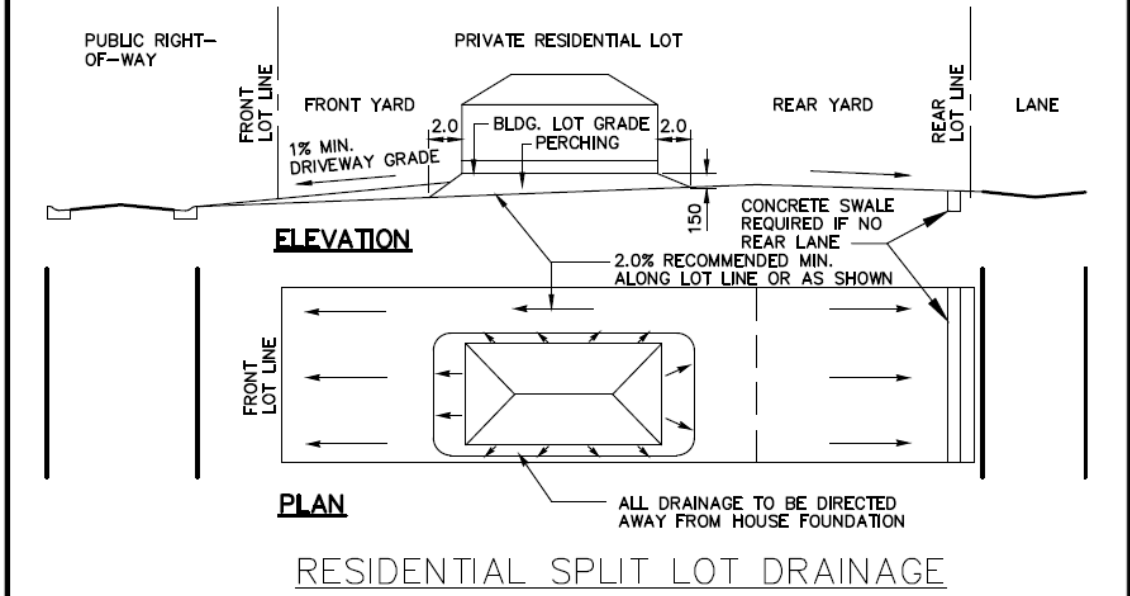 PUBLIC RIGHT-
OF-WAY
PRIVATE RESIDENTIAL LOT
FRONT
LOT LINE
FRONT YARD
REAR YARD
REAR
LOT LINE
LANE
2.0
BLDG. LOT GRADE
PERCHING
2.0
1% MIN.
DRIVEWAY GRADE
150
CONCRETE SWALE
REQUIRED IF NO
REAR LANE
ELEVATION
2.0% RECOMMENDED MIN.
ALONG LOT LINE OR AS SHOWN
FRONT
LOT LINE
PLAN
ALL DRAINAGE TO BE DIRECTED
AWAY FROM HOUSE FOUNDATION
RESIDENTIAL SPLIT LOT DRAINAGE